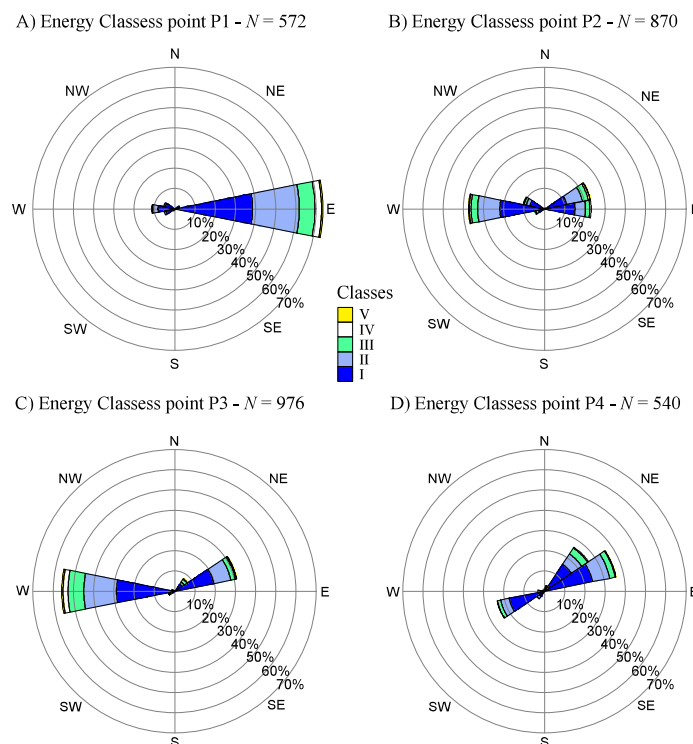 A) Energy Classess point P1 - N = 572
B) Energy Classess point P2 - N = 870
N
NW
NE
W
E
10%
20%
30%
40%
50%
60%
70%
SW
SE
S
N
NW
NE
W
E
10%
20%
30%
40%
50%
60%
70%
SW
SE
S
Classes
V
IV
III
II
I
C) Energy Classess point P3 - N = 976
D) Energy Classess point P4 - N = 540
N
NW
NE
W
E
10%
20%
30%
40%
50%
60%
70%
SW
SE
S
N
NW
NE
W
E
10%
20%
30%
40%
50%
60%
70%
SW
SE
S